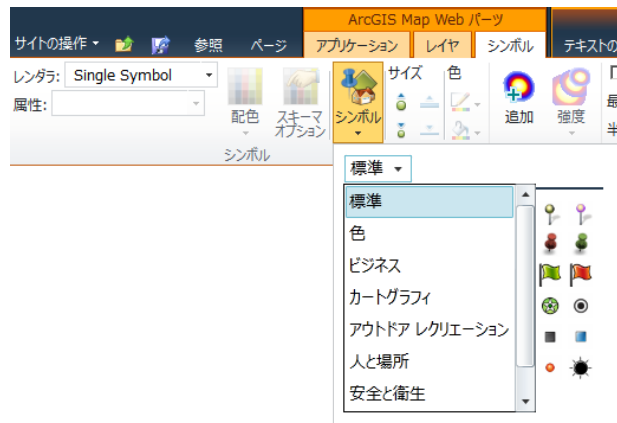 ArcGIS Map Web パーツ
サイトの操作 参照 ページ アプリケーション レイヤ シンボル テキストの
レンダラ: Single Symbol
属性:
配色
スキーマ
オプション
シンボル
シンボル
サイズ 色
追加
強度
最
半
標準
標準
色
ビジネス
カートグラフィ
アウトドア レクリエーション
人と場所
安全と衛生